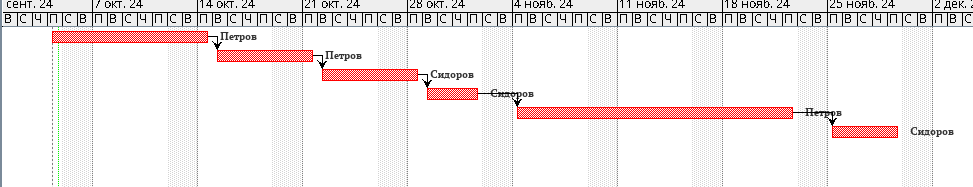 сент. 24 7 окт. 24 14 окт. 24 21 окт. 24 28 окт. 24 4 нояб. 24 11 нояб. 24 18 нояб. 24 25 нояб. 24 2 дек. 2
В С Ч П С В П В С Ч П С В П В С Ч П С В П В С Ч П С В П В С Ч П С В П В С Ч П С В П В С Ч П С В П В С Ч П С В П В С Ч П С В П В С
Петров
Петров
Сидоров
Сидоров
Петров
Сидоров